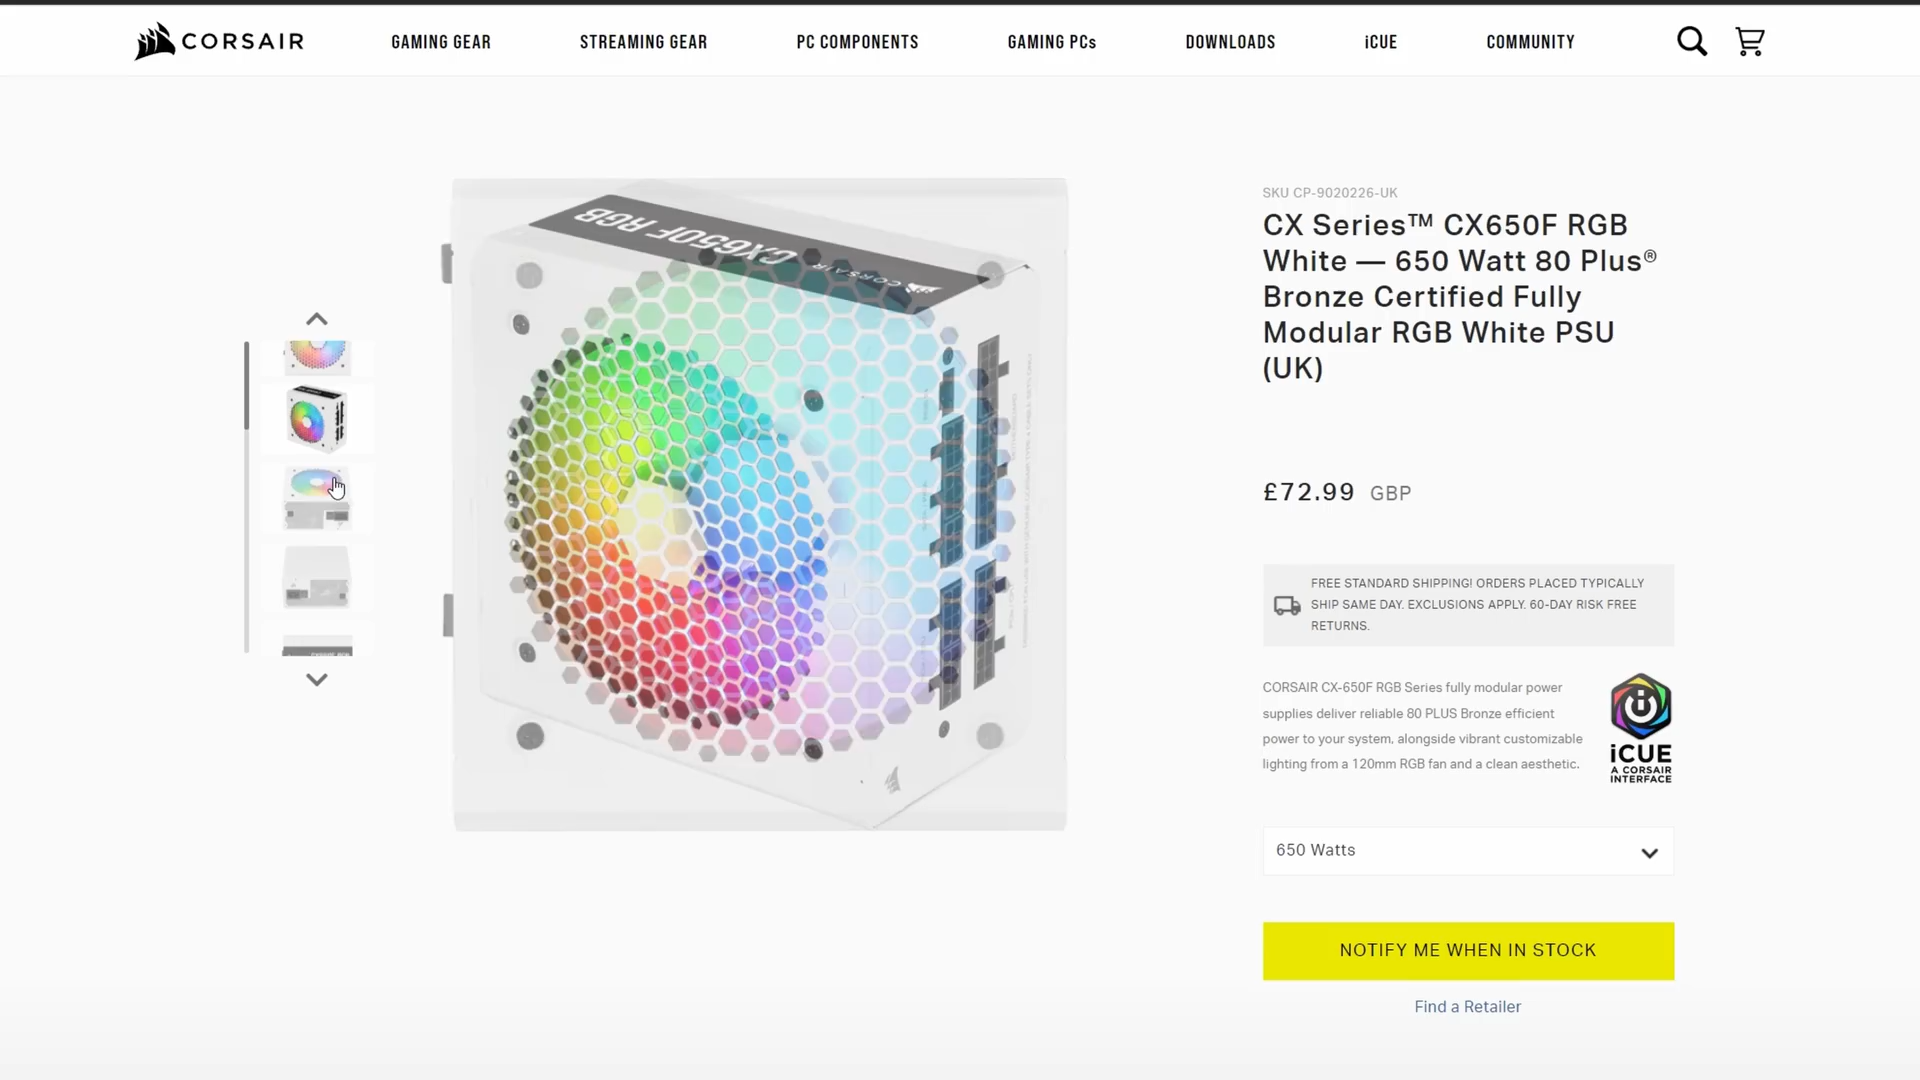 CORSAIR
GAMING GEAR
STREAMING GEAR
PC COMPONENTS
GAMING PCs
DOWNLOADS
iCUE
COMMUNITY
CX650F RGB
CORSAIR
SKU CP-9020226-UK
CX Series™ CX650F RGB
White — 650 Watt 80 Plus®
Bronze Certified Fully
Modular RGB White PSU
(UK)
£72.99 GBP
FREE STANDARD SHIPPING! ORDERS PLACED TYPICALLY
SHIP SAME DAY. EXCLUSIONS APPLY. 60-DAY RISK FREE
RETURNS.
CORSAIR CX-650F RGB Series fully modular power
supplies deliver reliable 80 PLUS Bronze efficient
power to your system, alongside vibrant customizable
lighting from a 120mm RGB fan and a clean aesthetic.
iCUE
A CORSAIR
INTERFACE
650 Watts
NOTIFY ME WHEN IN STOCK
Find a Retailer